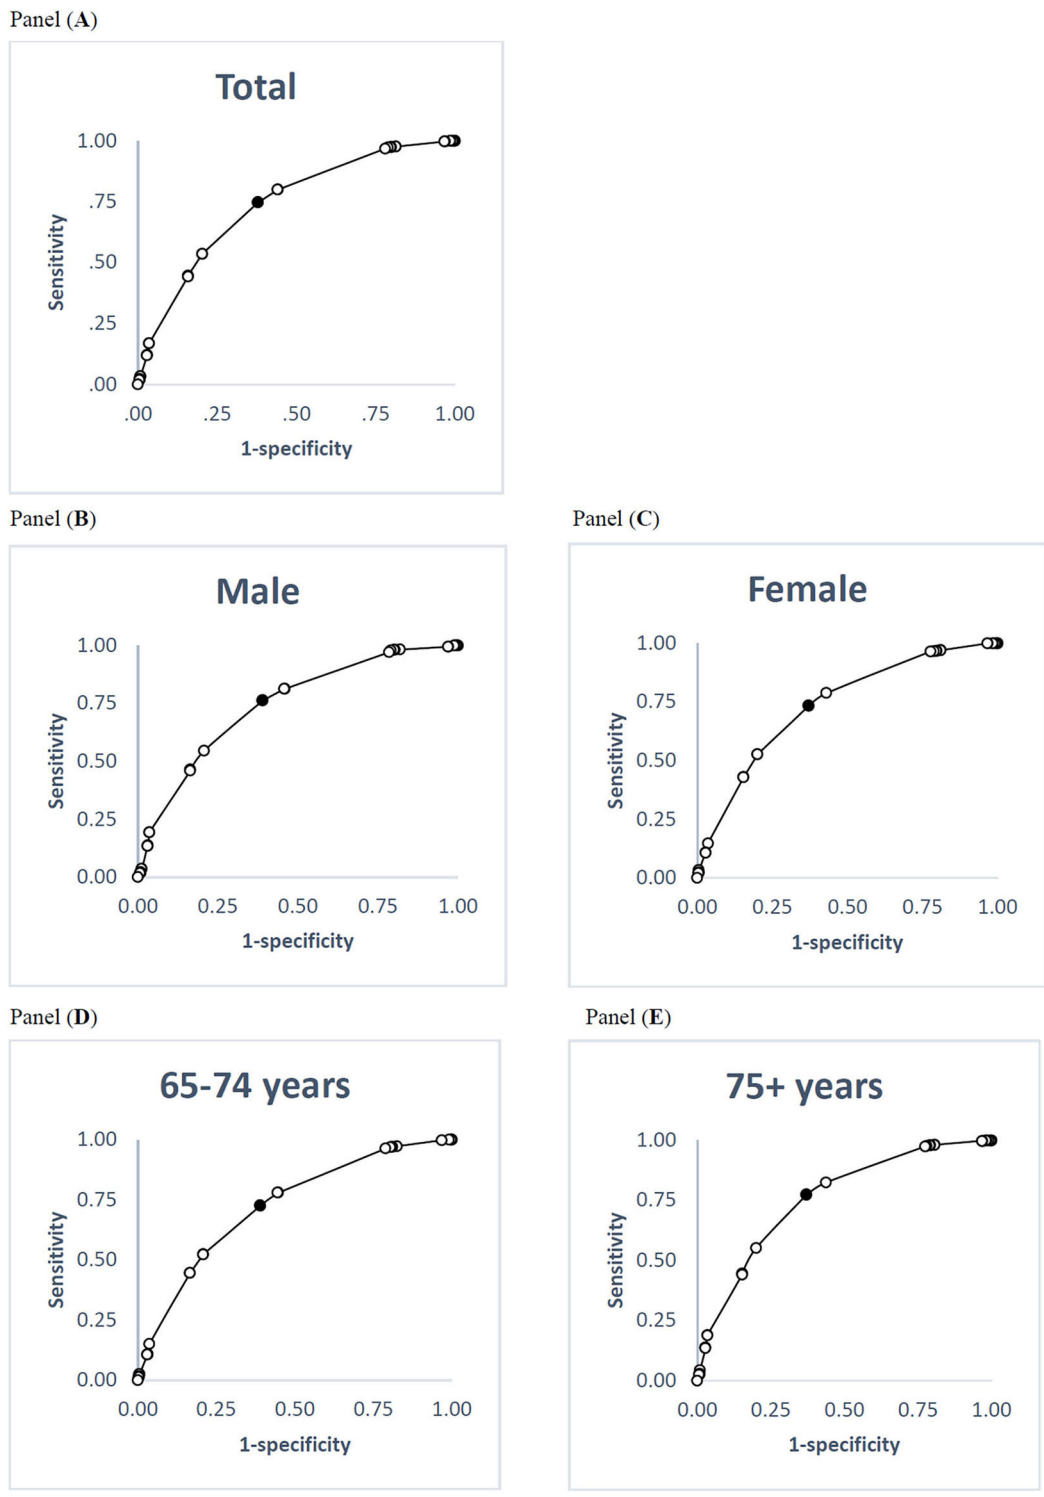 Panel (A)
Total
1.00
.75
.50
.25
.00
Sensitivity
.00 .25 .50 .75 1.00
1-specificity
Panel (B)
Male
1.00
0.75
0.50
0.25
0.00
Sensitivity
0.00 0.25 0.50 0.75 1.00
1-specificity
Panel (C)
Female
1.00
0.75
0.50
0.25
0.00
Sensitivity
0.00 0.25 0.50 0.75 1.00
1-specificity
Panel (D)
65-74 years
1.00
0.75
0.50
0.25
0.00
Sensitivity
0.00 0.25 0.50 0.75 1.00
1-specificity
Panel (E)
75+ years
1.00
0.75
0.50
0.25
0.00
Sensitivity
0.00 0.25 0.50 0.75 1.00
1-specificity